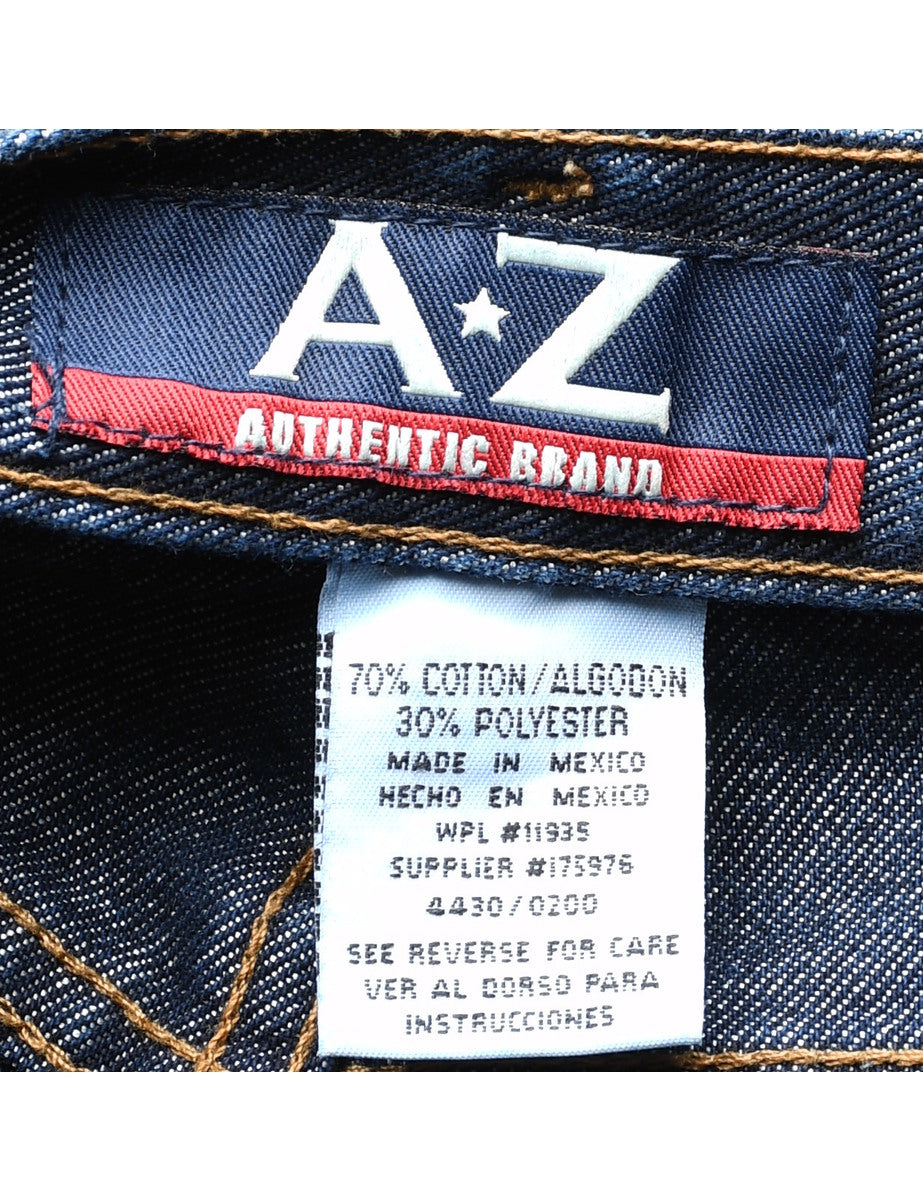 A★Z
AUTHENTIC BRAND
70% COTTON/ALGODON
30% POLYESTER
MADE IN MEXICO
HECHO EN MEXICO
WPL #11935
SUPPLIER #175976
4430/0200
SEE REVERSE FOR CARE
VER AL DORSO PARA
INSTRUCCIONES